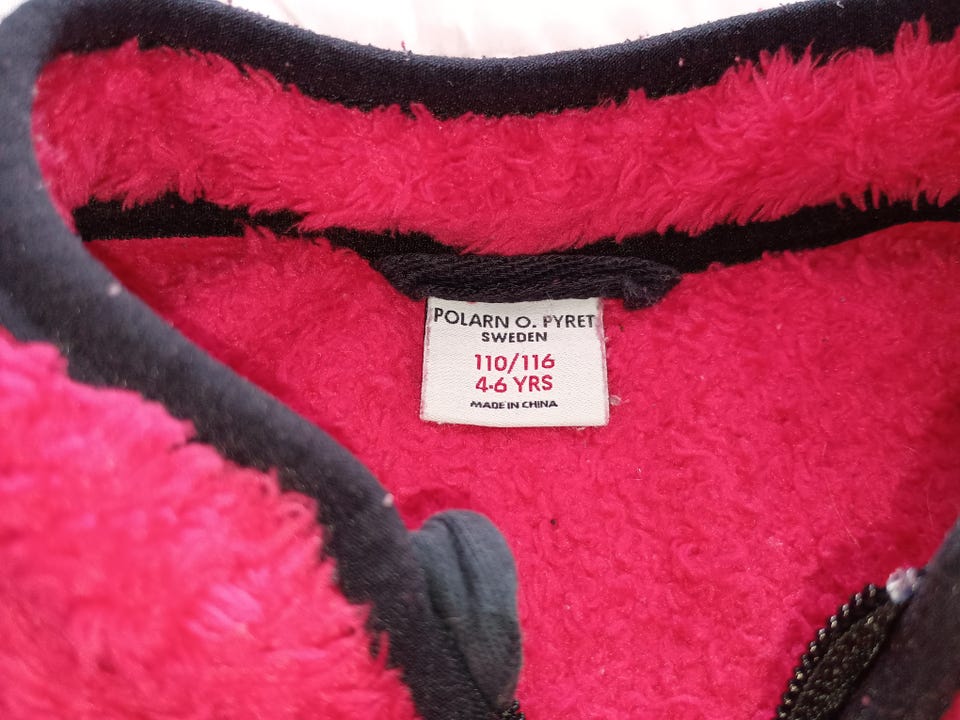 POLARN O. PYRET
SWEDEN
110/116
4-6 YRS
MADE IN CHINA